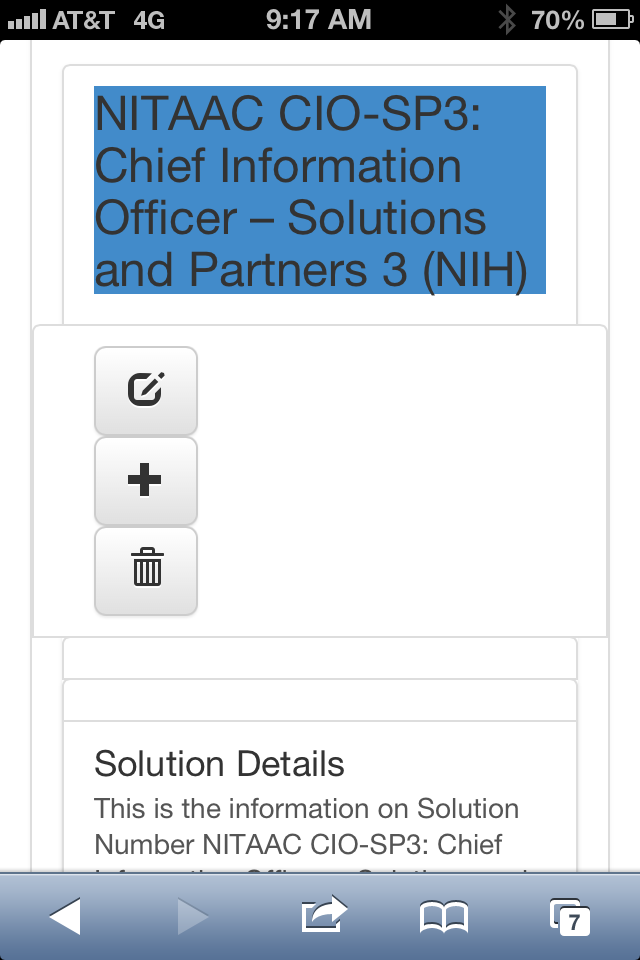 AT&T 4G 9:17 AM 70%
NITAAC CIO-SP3:
Chief Information
Officer – Solutions
and Partners 3 (NIH)
Solution Details
This is the information on Solution
Number NITAAC CIO-SP3: Chief
7